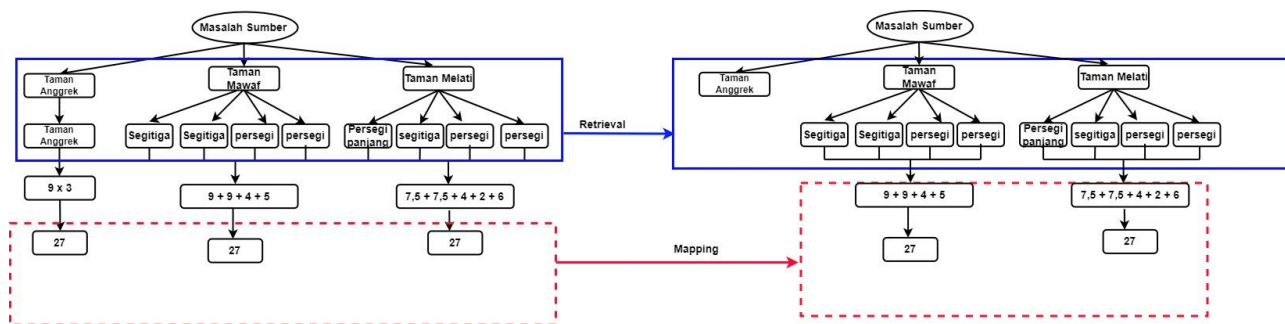 Masalah Sumber
Taman
Anggrek
Taman
Mawaf
Taman Melati
Taman
Anggrek
Segitiga
Segitiga
persegi
persegi
Persegi
panjang
segitiga
persegi
persegi
9 x 3
9 + 9 + 4 + 5
7,5 + 7,5 + 4 + 2 + 6
27
27
27
Retrieval
Mapping
Masalah Sumber
Taman
Anggrek
Taman
Mawaf
Taman Melati
Segitiga
Segitiga
persegi
persegi
Persegi
panjang
segitiga
persegi
persegi
9 + 9 + 4 + 5
7,5 + 7,5 + 4 + 2 + 6
27
27